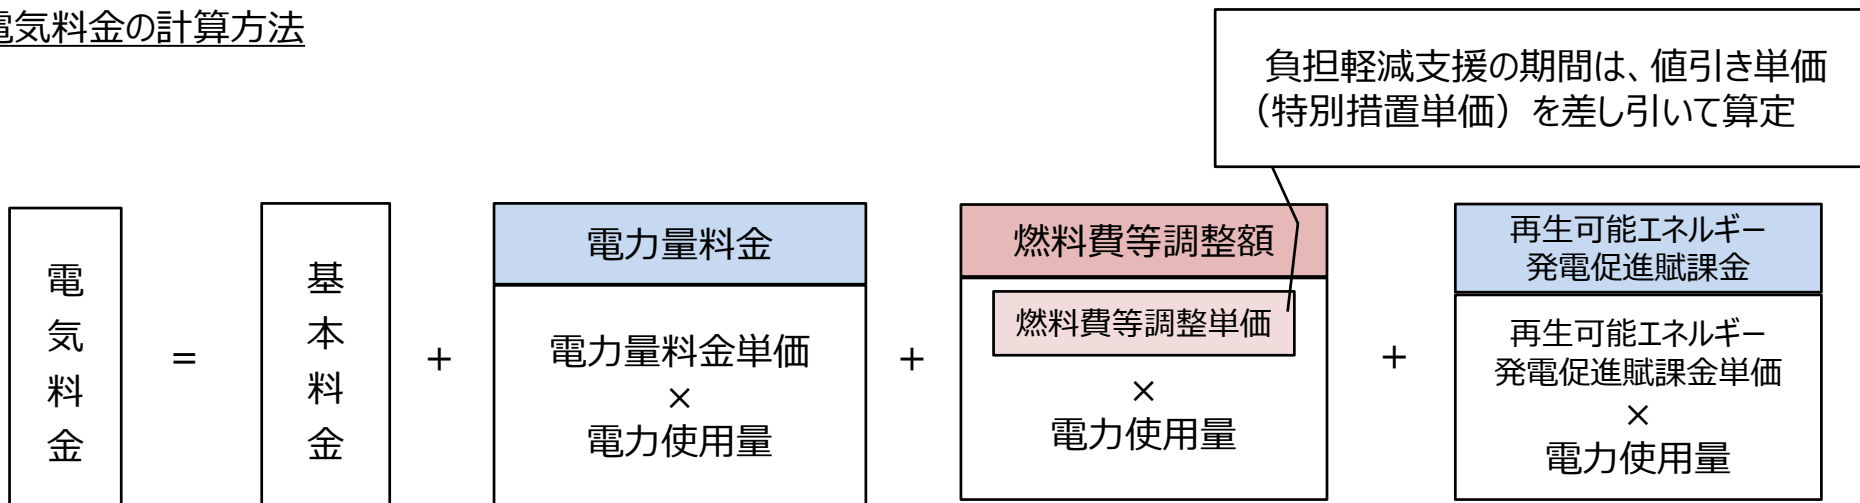 電気料金の計算方法
負担軽減支援の期間は、値引き単価
（特別措置単価）を差し引いて算定
電気料金
＝
基本料金
＋
電力量料金
電力量料金単価
×
電力使用量
＋
燃料費等調整額
燃料費等調整単価
×
電力使用量
＋
再生可能エネルギー
発電促進賦課金
再生可能エネルギー
発電促進賦課金単価
×
電力使用量